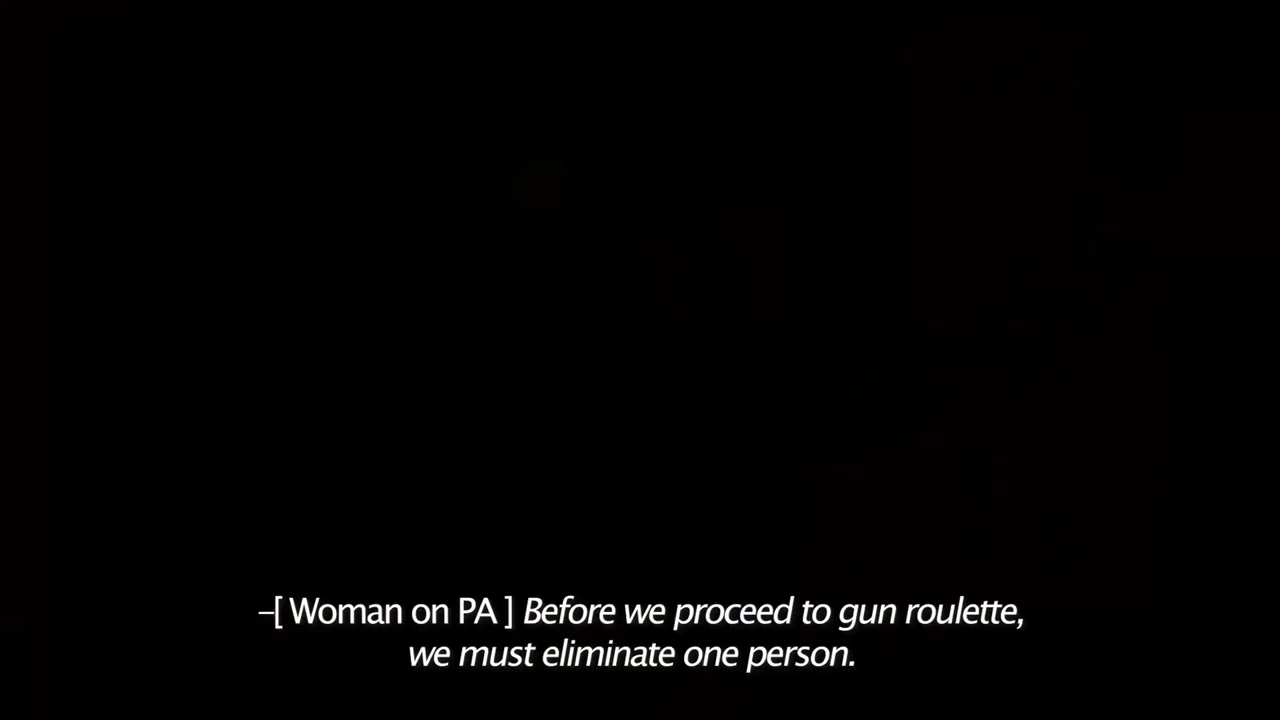 –[ Woman on PA ] Before we proceed to gun roulette,
we must eliminate one person.